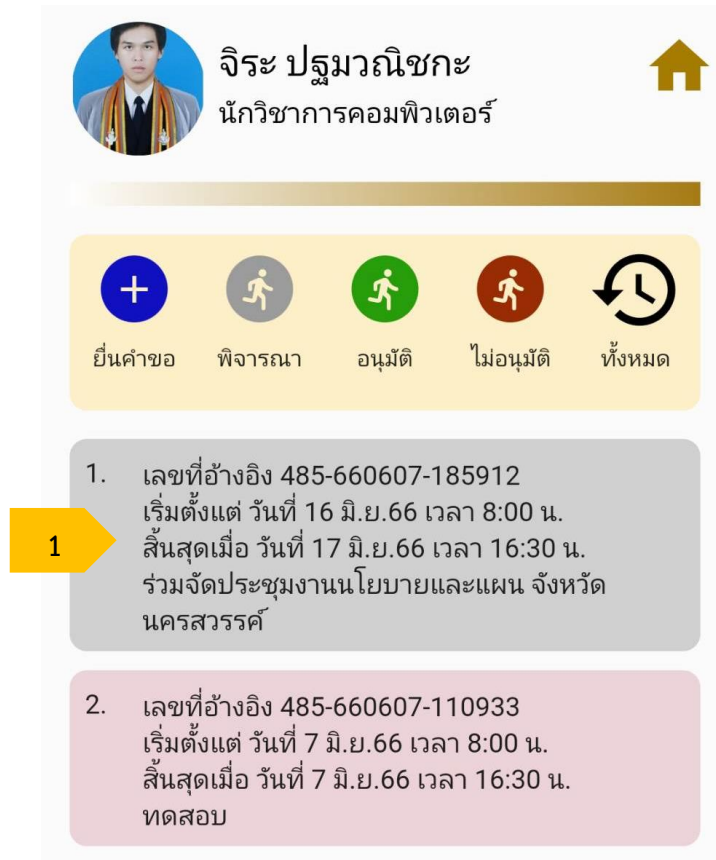 จิระ ปฐมวณิชกะ
นักวิชาการคอมพิวเตอร์
ยื่นคำขอ พิจารณา อนุมัติ ไม่อนุมัติ ทั้งหมด
1. เลขที่อ้างอิง 485-660607-185912
เริ่มตั้งแต่ วันที่ 16 มิ.ย.66 เวลา 8:00 น.
1 สิ้นสุดเมื่อ วันที่ 17 มิ.ย.66 เวลา 16:30 น.
ร่วมจัดประชุมงานนโยบายและแผน จังหวัด
นครสวรรค์
2. เลขที่อ้างอิง 485-660607-110933
เริ่มตั้งแต่ วันที่ 7 มิ.ย.66 เวลา 8:00 น.
สิ้นสุดเมื่อ วันที่ 7 มิ.ย.66 เวลา 16:30 น.
ทดสอบ